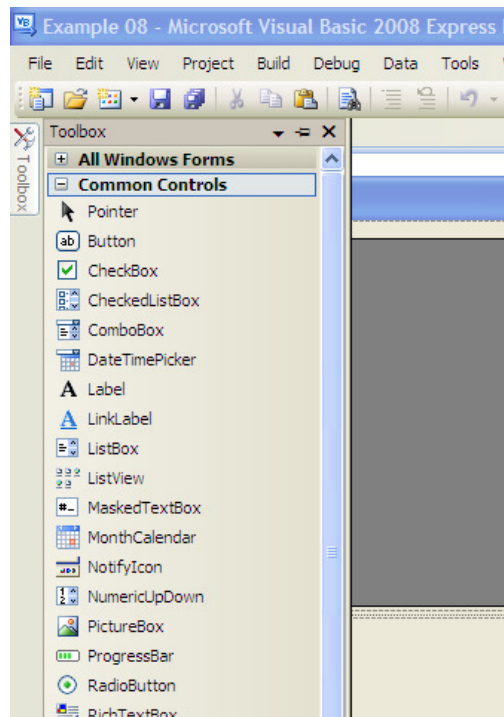 Example 08 - Microsoft Visual Basic 2008 Express
File Edit View Project Build Debug Data Tools
Toolbox
Toolbox
All Windows Forms
Common Controls
Pointer
ab Button
CheckBox
CheckedListBox
ComboBox
DateTimePicker
A Label
A LinkLabel
ListBox
ListView
#_ MaskedTextBox
MonthCalendar
NotifyIcon
NumericUpDown
PictureBox
ProgressBar
RadioButton
RichTextBox